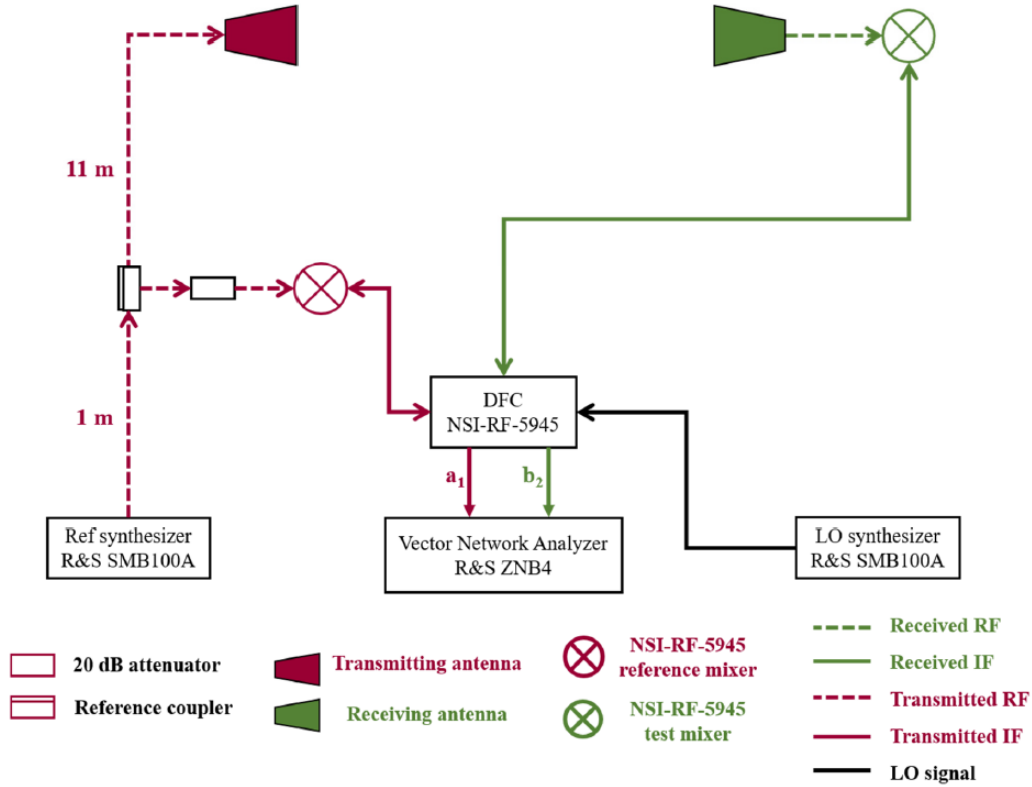 11 m
1 m
DFC
NSI-RF-5945
a₁
b₂
Ref synthesizer
R&S SMB100A
Vector Network Analyzer
R&S ZNB4
LO synthesizer
R&S SMB100A
20 dB attenuator
Reference coupler
Transmitting antenna
Receiving antenna
NSI-RF-5945
reference mixer
NSI-RF-5945
test mixer
Received RF
Received IF
Transmitted RF
Transmitted IF
LO signal